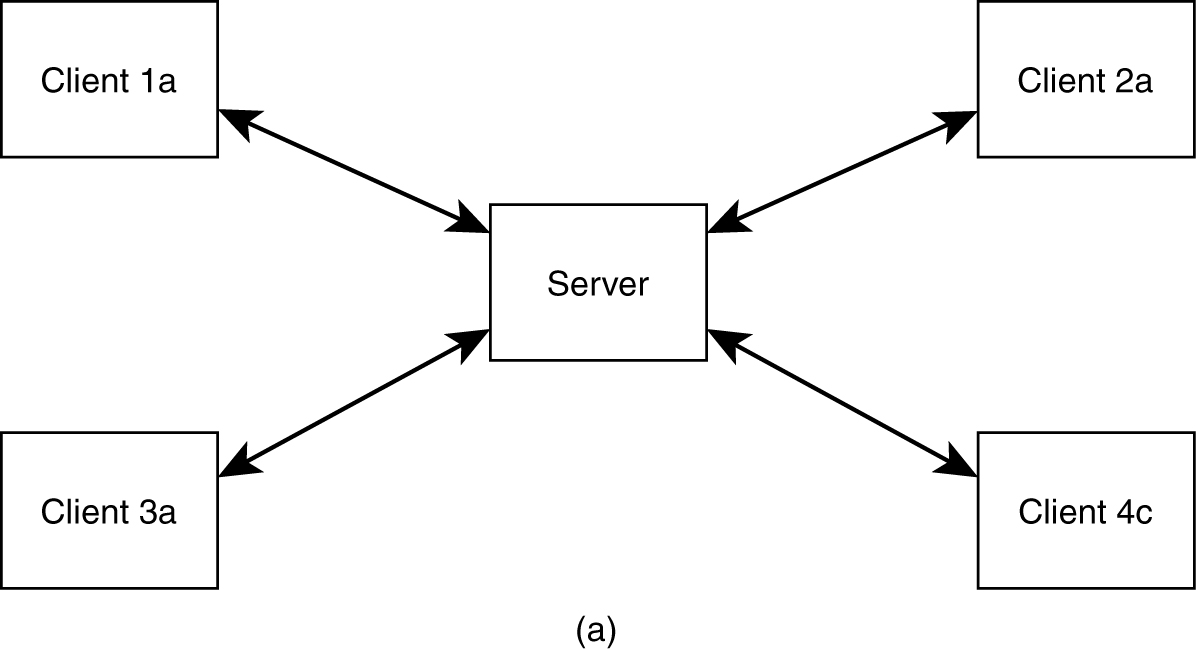 Client 1a
Client 2a
Server
Client 3a
Client 4c
(a)